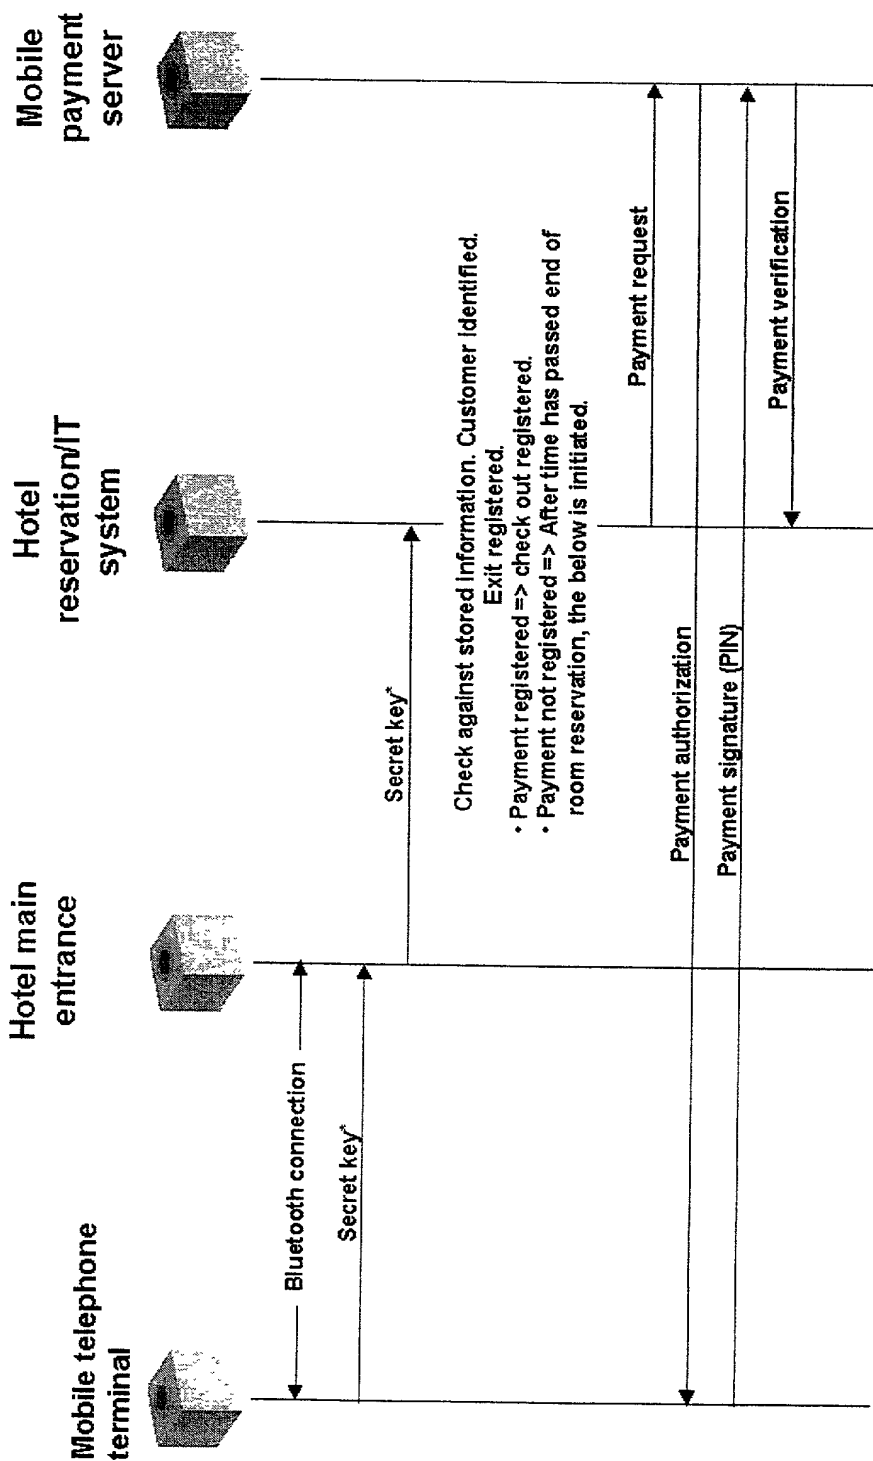 Mobile telephone
terminal
Hotel main
entrance
Hotel
reservation/IT
system
Mobile
payment
server
Bluetooth connection
Secret key*
Secret key*
Check against stored information. Customer identified.
Exit registered.
• Payment registered => check out registered.
• Payment not registered => After time has passed end of
room reservation, the below is initiated.
Payment request
Payment authorization
Payment signature (PIN)
Payment verification